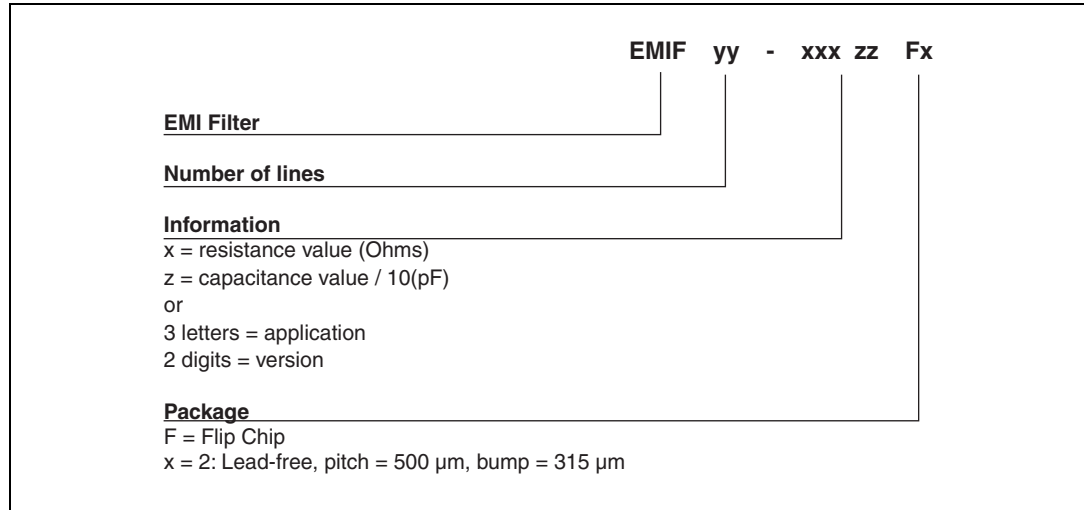 EMIF yy - xxx zz Fx
EMI Filter
Number of lines
Information
x = resistance value (Ohms)
z = capacitance value / 10(pF)
or
3 letters = application
2 digits = version
Package
F = Flip Chip
x = 2: Lead-free, pitch = 500 µm, bump = 315 µm